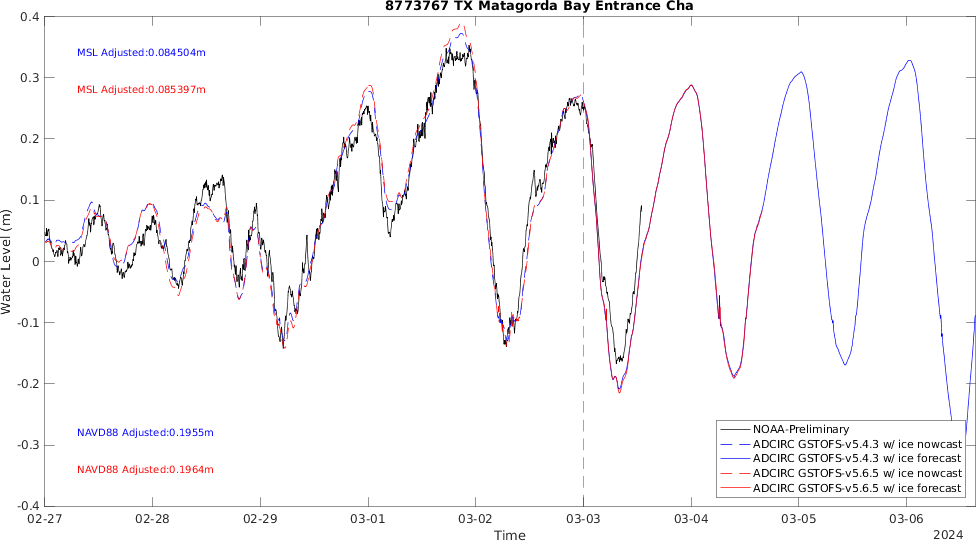 8773767 TX Matagorda Bay Entrance Cha
Water Level (m)
0.4
0.3
0.2
0.1
0
-0.1
-0.2
-0.3
-0.4
MSL Adjusted:0.084504m
MSL Adjusted:0.085397m
NAVD88 Adjusted:0.1955m
NAVD88 Adjusted:0.1964m
NOAA-Preliminary
ADCIRC GSTOFS-v5.4.3 w/ ice nowcast
ADCIRC GSTOFS-v5.4.3 w/ ice forecast
ADCIRC GSTOFS-v5.6.5 w/ ice nowcast
ADCIRC GSTOFS-v5.6.5 w/ ice forecast
02-27 02-28 02-29 03-01 03-02 03-03 03-04 03-05 03-06
Time
2024